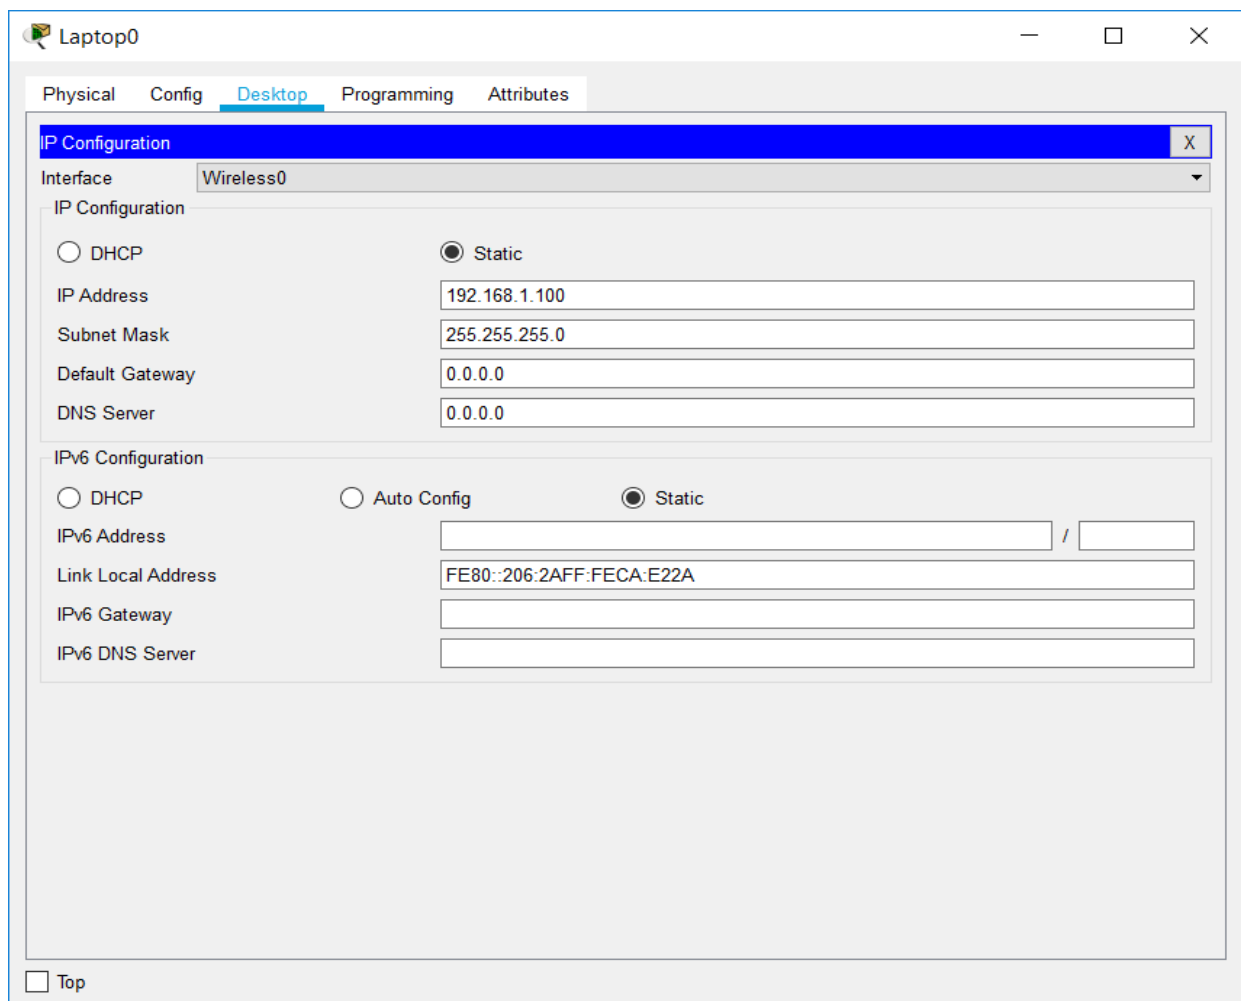 Laptop0
Physical Config Desktop Programming Attributes
IP Configuration X
Interface Wireless0
IP Configuration
DHCP Static
IP Address 192.168.1.100
Subnet Mask 255.255.255.0
Default Gateway 0.0.0.0
DNS Server 0.0.0.0
IPv6 Configuration
DHCP Auto Config Static
IPv6 Address /
Link Local Address FE80::206:2AFF:FECA:E22A
IPv6 Gateway
IPv6 DNS Server
Top